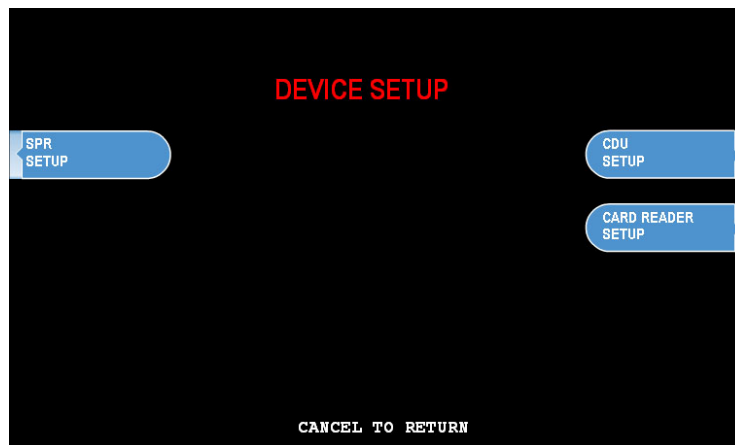 DEVICE SETUP
SPR
SETUP
CDU
SETUP
CARD READER
SETUP
CANCEL TO RETURN